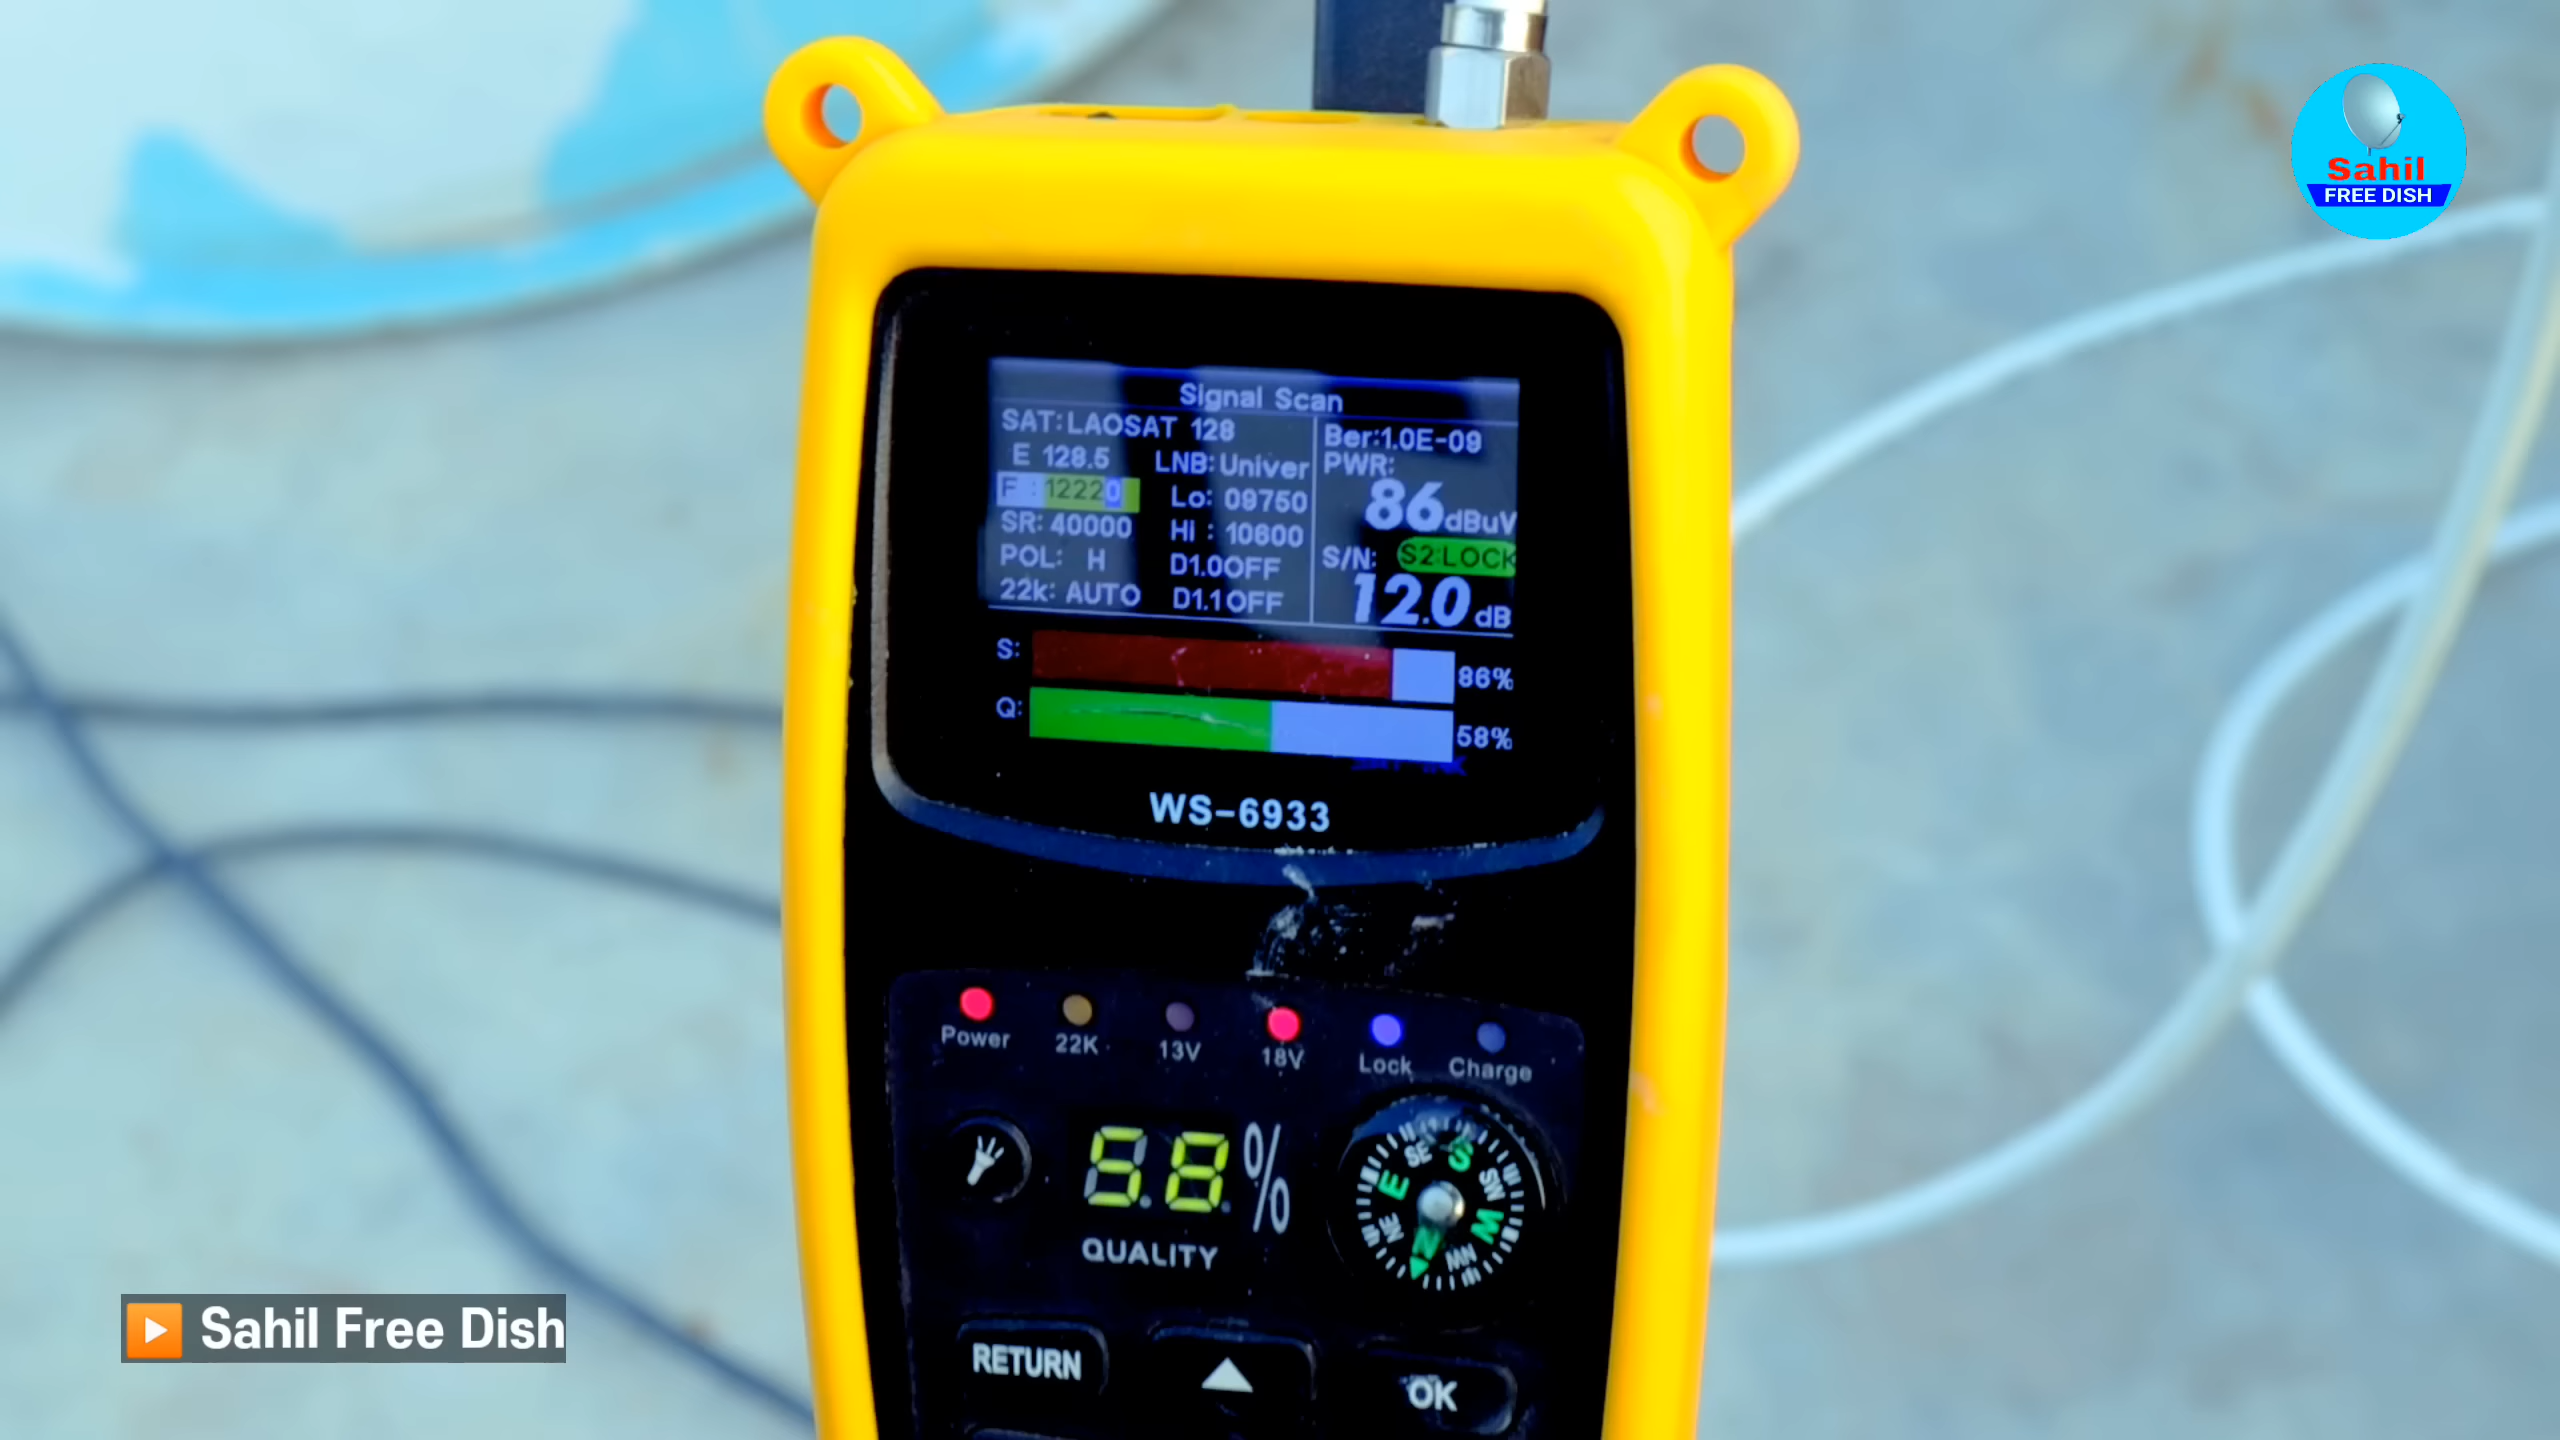 Sahil
FREE DISH
Signal Scan
SAT: LAOSAT 128
E 128.5
LNB: Univer
F : 12220
Lo: 09750
SR: 40000
Hi : 10600
POL: H
D1.0OFF
22k: AUTO
D1.1OFF
Ber:1.0E-09
PWR:
86dBuV
S/N: S2:LOCK
12.0 dB
S: 86%
Q: 58%
WS-6933
Power 22K 13V 18V Lock Charge
58%
QUALITY
S SW W NW N NE E SE
RETURN
OK
Sahil Free Dish